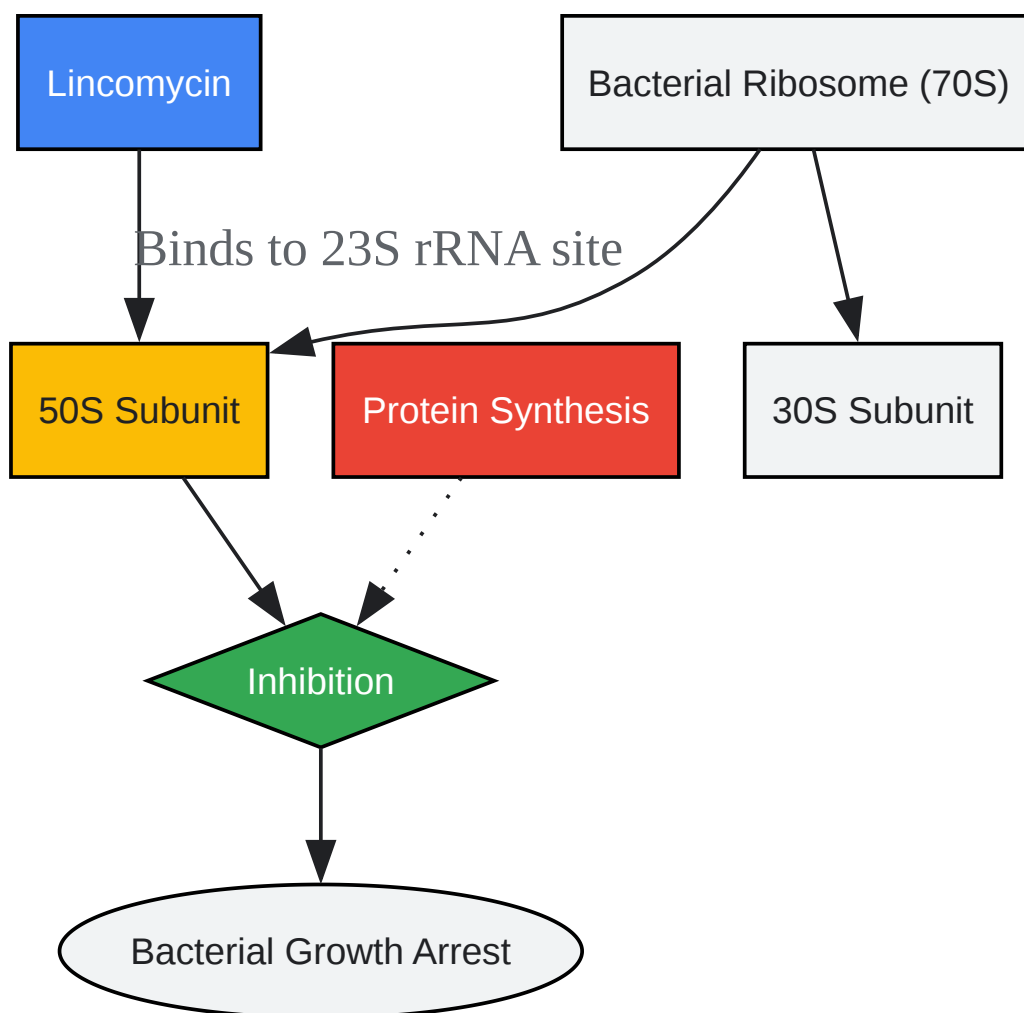 Lincomycin
Bacterial Ribosome (70S)
Binds to 23S rRNA site
50S Subunit
Protein Synthesis
30S Subunit
Inhibition
Bacterial Growth Arrest